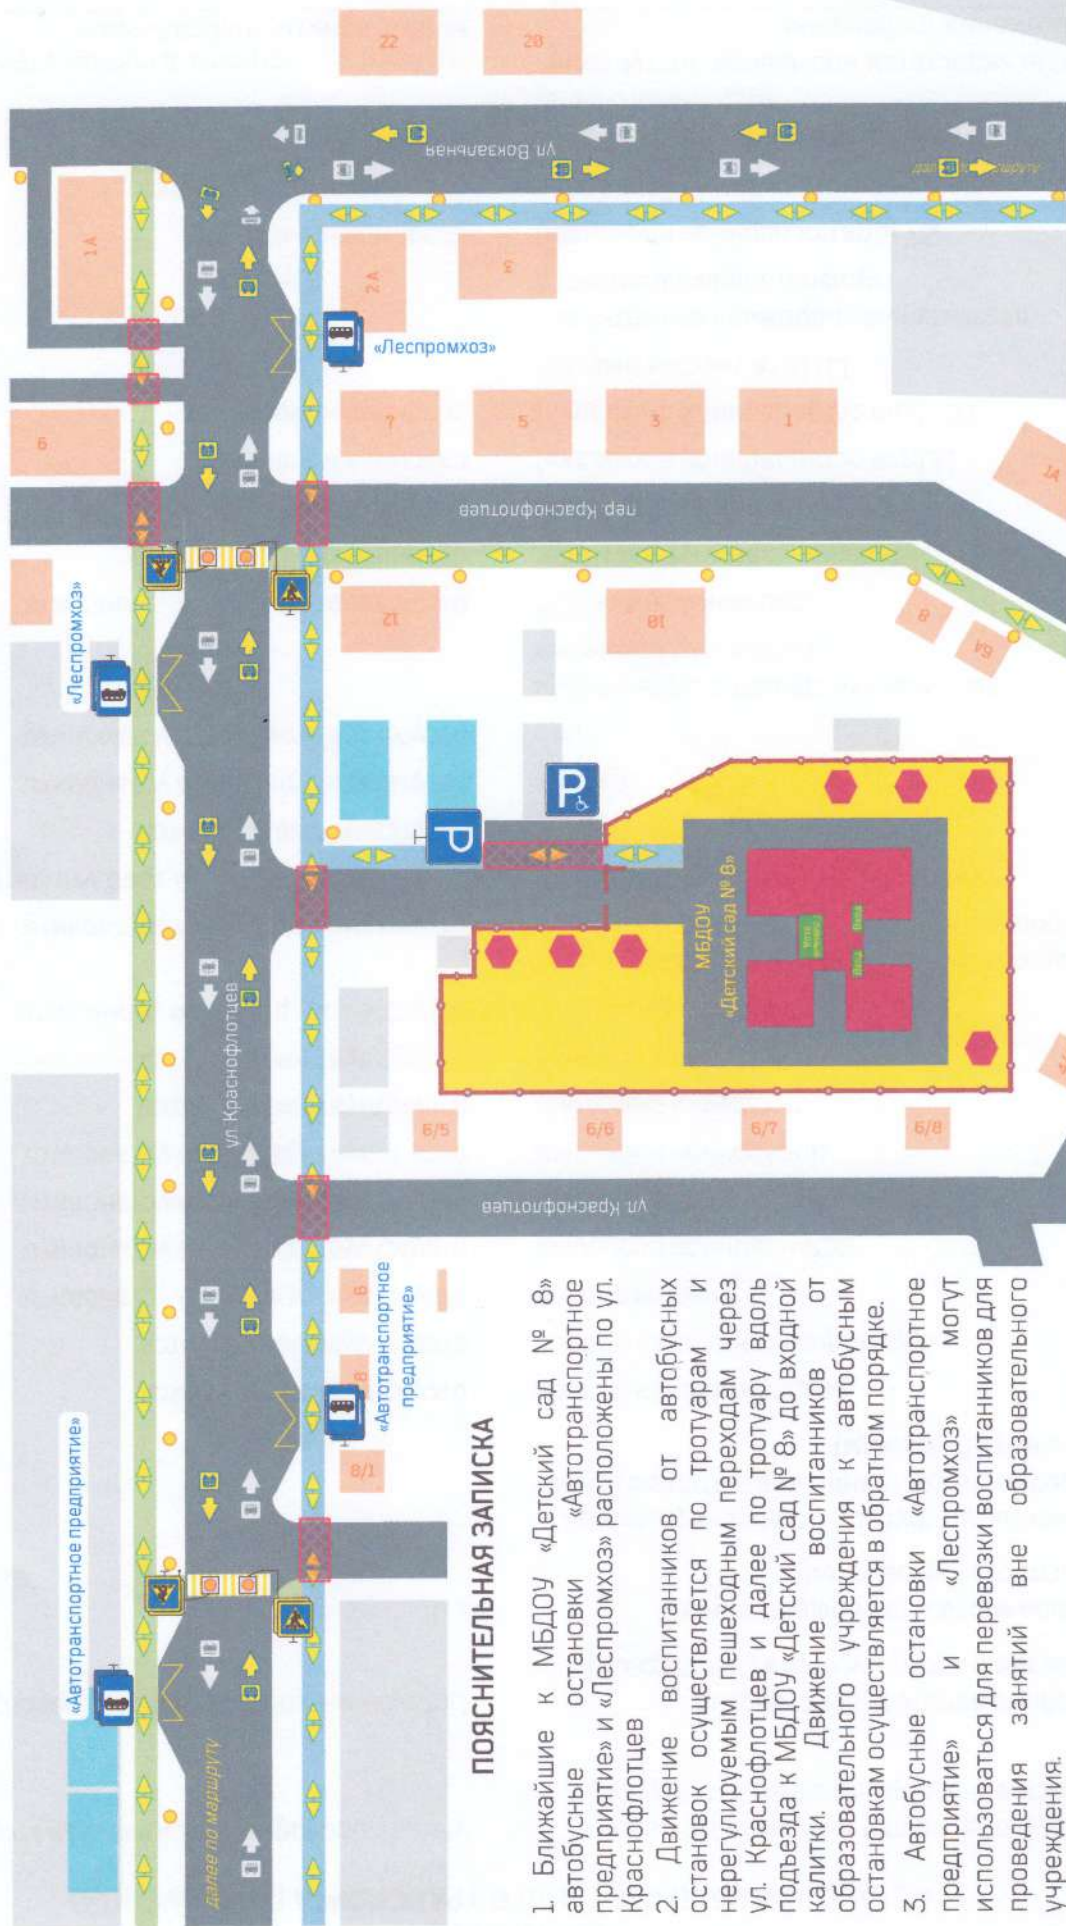 «Автотранспортное предприятие»
«Леспромхоз»
6
1А
22
20
далее по маршруту
ул. Краснофлотцев
ул. Вокзальная
8/1
8
6
«Автотранспортное
предприятие»
12
10
8
6А
7
5
3
1
1А
2А
«Леспромхоз»
пер. Краснофлотцев
ул. Краснофлотцев
6/5
6/6
6/7
6/8
P
P
МБДОУ
«Детский сад № 8»
Вход
Вход
ПОЯСНИТЕЛЬНАЯ ЗАПИСКА
1. Ближайшие к МБДОУ «Детский сад № 8»
автобусные остановки «Автотранспортное
предприятие» и «Леспромхоз» расположены по ул.
Краснофлотцев
2. Движение воспитанников от автобусных
остановок осуществляется по тротуарам и
нерегулируемым пешеходным переходам через
ул. Краснофлотцев и далее по тротуару вдоль
подъезда к МБДОУ «Детский сад № 8» до входной
калитки. Движение воспитанников от
образовательного учреждения к автобусным
остановкам осуществляется в обратном порядке.
3. Автобусные остановки «Автотранспортное
предприятие» и «Леспромхоз» могут
использоваться для перевозки воспитанников для
проведения занятий вне образовательного
учреждения.